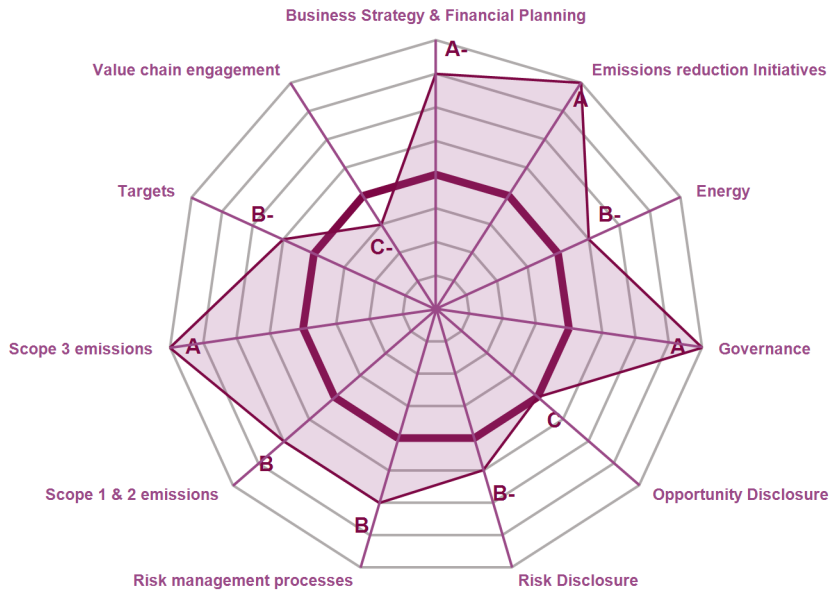 Business Strategy & Financial Planning
A-
Value chain engagement
Emissions reduction Initiatives
A
Targets
Energy
B-
B-
C-
Scope 3 emissions
A
A
Governance
C
B
Scope 1 & 2 emissions
B-
Opportunity Disclosure
B
Risk management processes
Risk Disclosure